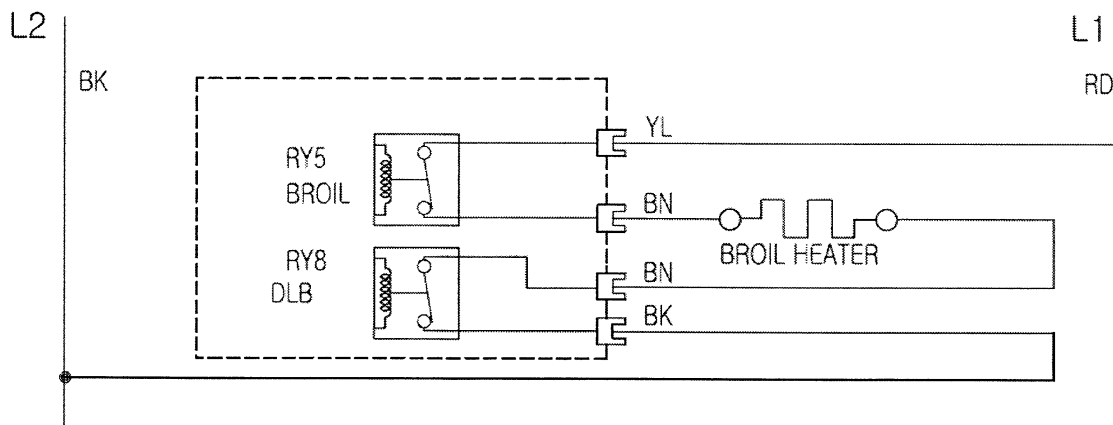 L2
L1
BK
RD
YL
RY5
BROIL
BN
BROIL HEATER
RY8
DLB
BN
BK